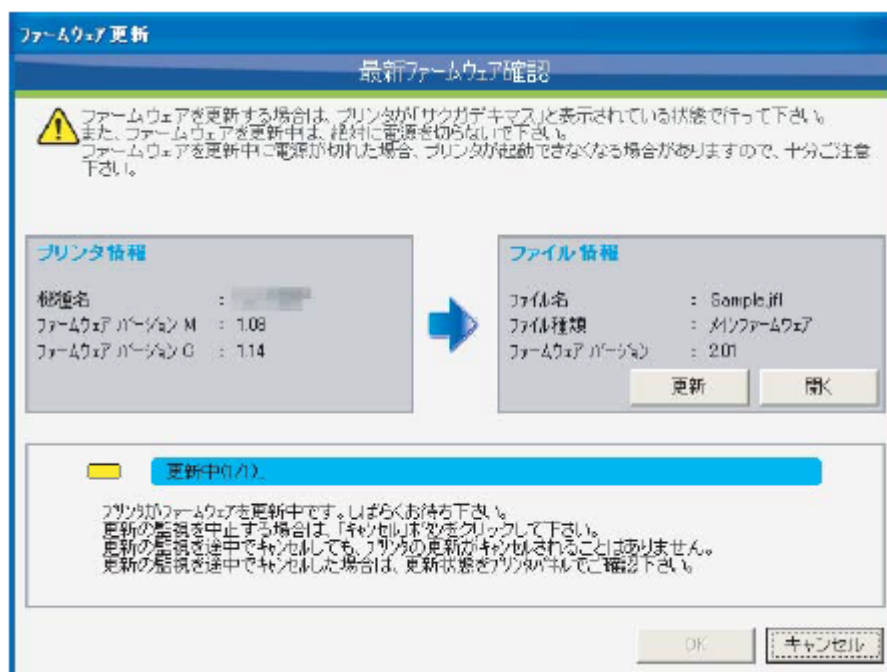 ファームウェア更新
最新ファームウェア確認
ファームウェアを更新する場合は、プリンタが「サクガデキマス」と表示されている状態で行って下さい。
また、ファームウェアを更新中は、絶対に電源を切らないで下さい。
ファームウェアを更新中に電源が切れた場合、プリンタが起動できなくなる場合がありますので、十分ご注意
下さい。
プリンタ情報
機種名 :
ファームウェア バージョン M : 1.08
ファームウェア バージョン G : 1.14
ファイル情報
ファイル名 : Sample.jfl
ファイル種類 : メインファームウェア
ファームウェア バージョン : 2.01
更新
開く
更新中(1/1)...
プリンタがファームウェアを更新中です。しばらくお待ち下さい。
更新の監視を中止する場合は、「キャンセル」ボタンをクリックして下さい。
更新の監視を途中でキャンセルしても、プリンタの更新がキャンセルされることはありません。
更新の監視を途中でキャンセルした場合は、更新状態をプリンタパネルでご確認下さい。
OK
キャンセル